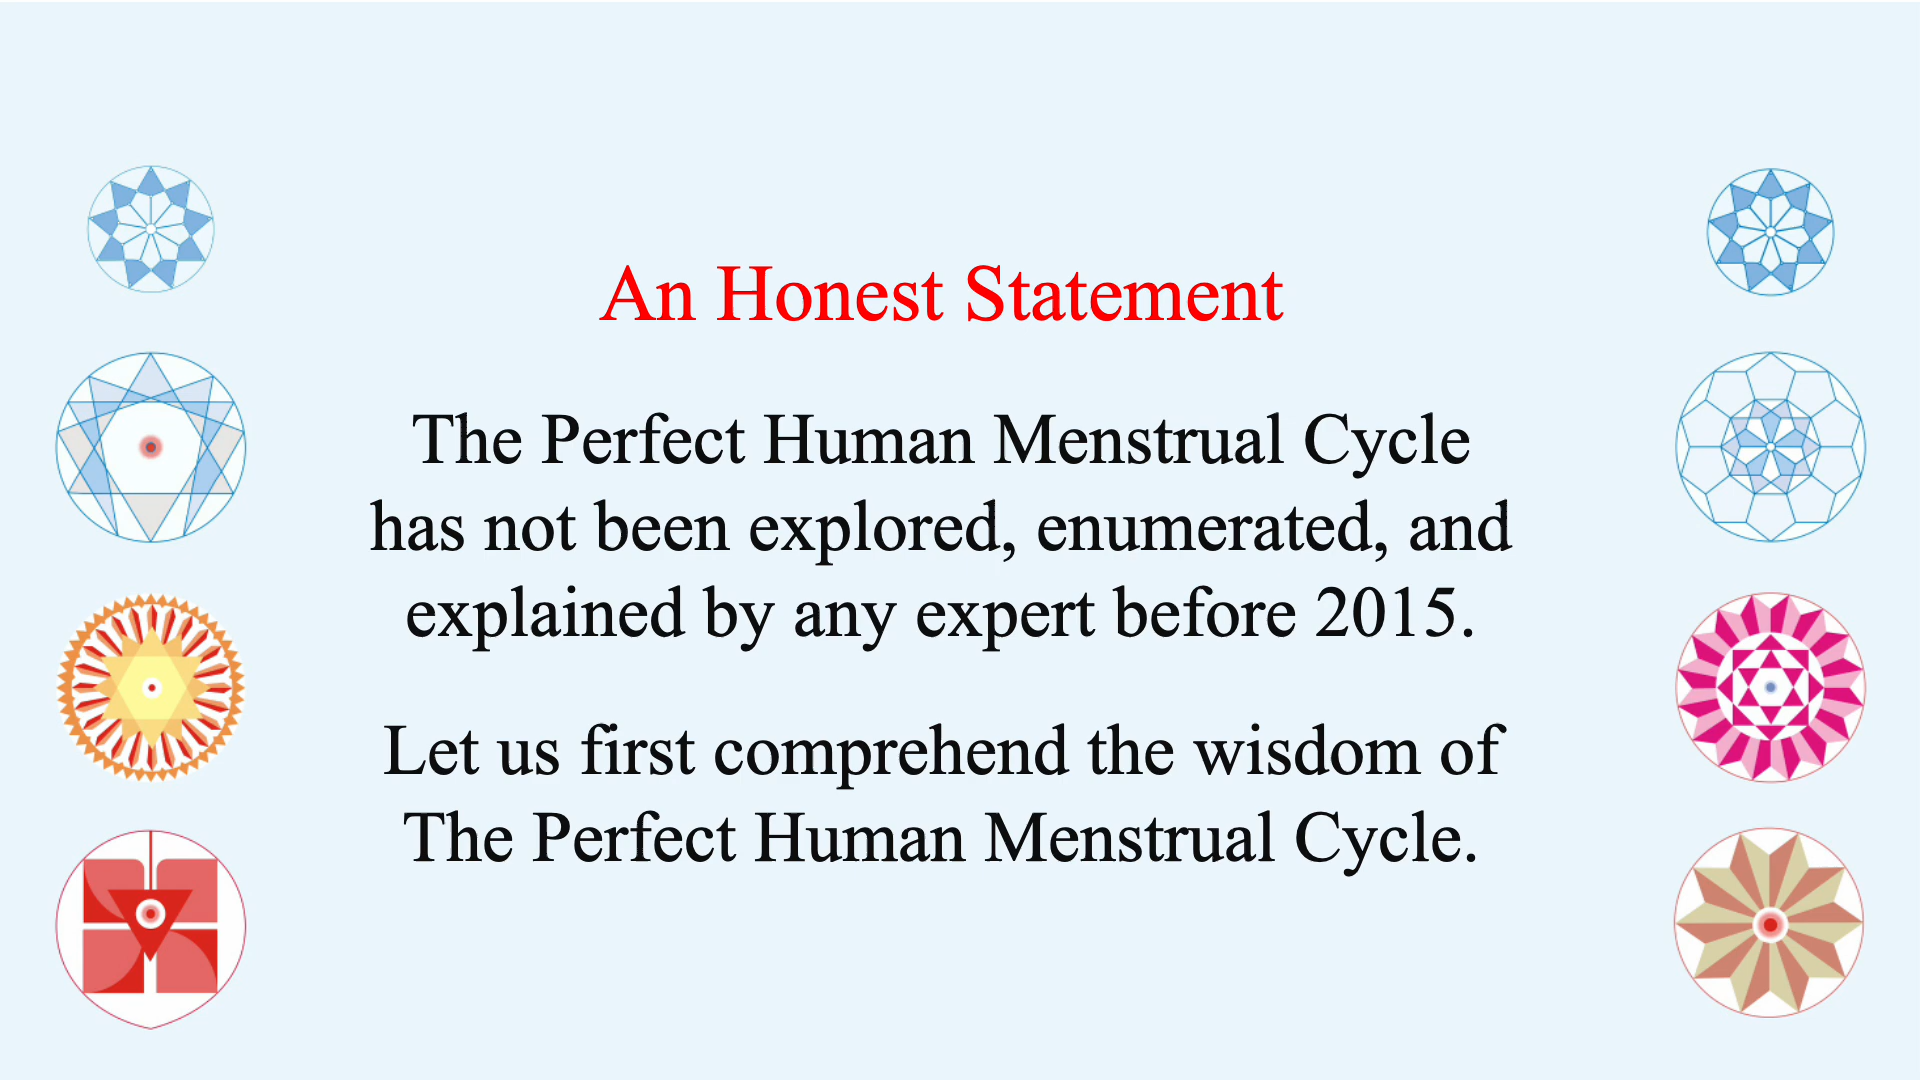 An Honest Statement
The Perfect Human Menstrual Cycle
has not been explored, enumerated, and
explained by any expert before 2015.
Let us first comprehend the wisdom of
The Perfect Human Menstrual Cycle.